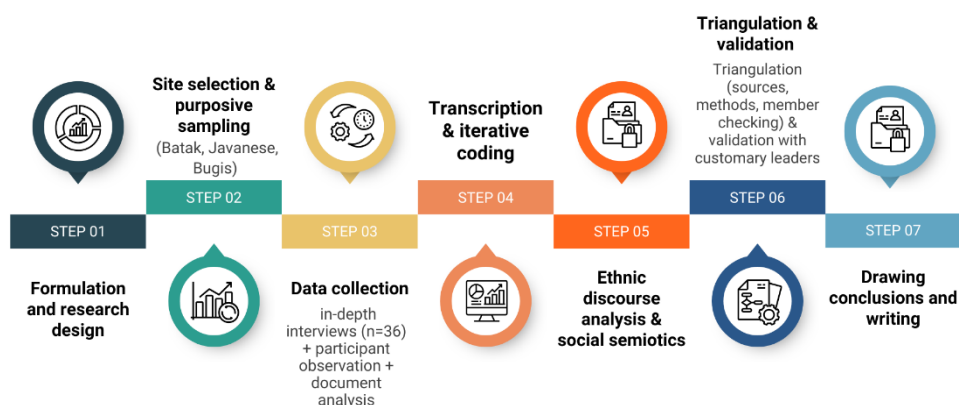 STEP 01
Formulation
and research
design
Site selection &
purposive
sampling
(Batak, Javanese,
Bugis)
STEP 02
STEP 03
Data collection
in-depth
interviews (n=36)
+ participant
observation +
document
analysis
Transcription
& iterative
coding
STEP 04
STEP 05
Ethnic
discourse
analysis &
social semiotics
Triangulation &
validation
Triangulation
(sources,
methods, member
checking) &
validation with
customary leaders
STEP 06
STEP 07
Drawing
conclusions and
writing